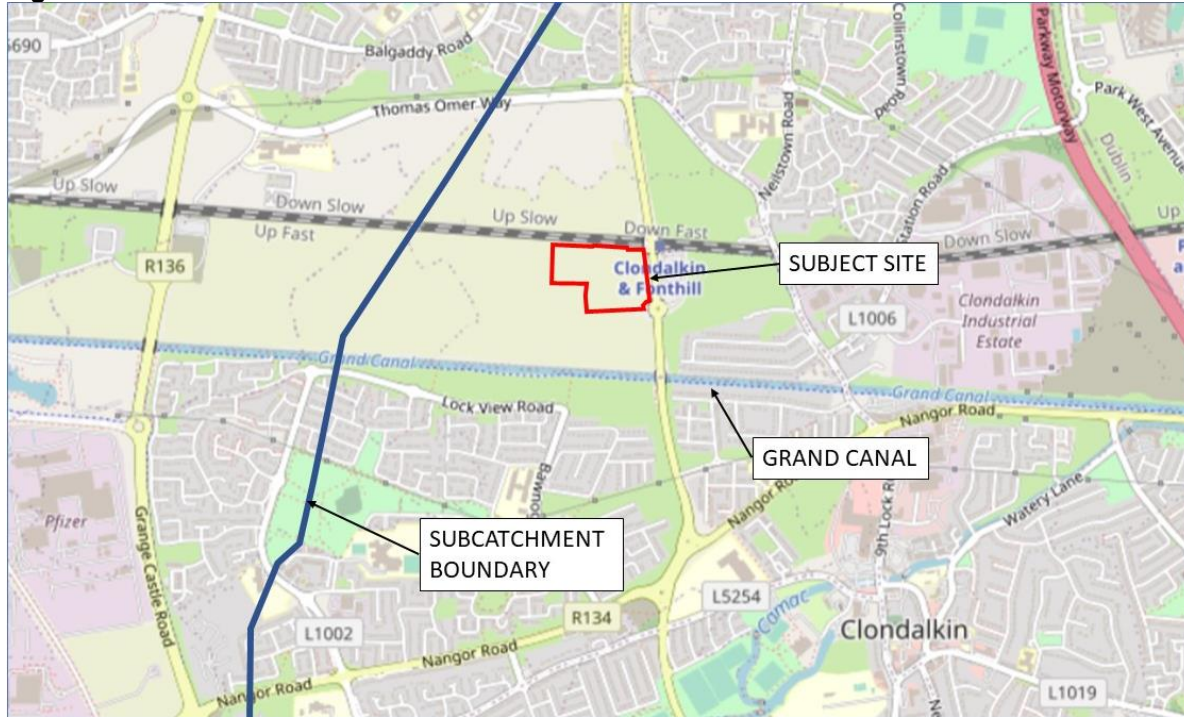 R690
Balgaddy Road
Thomas Omer Way
Collinstown Road
Parkway Motorway
Park West Avenue
Dublin
Neilstown Road
Station Road
Up Slow
Down Slow
Up Slow
Down Fast
Up Fast
Down Slow
Up
R136
Clondalkin
& Fonthill
SUBJECT SITE
L1006
Clondalkin
Industrial
Estate
Grand Canal
Lock View Road
Grand Canal
Nangor Road
GRAND CANAL
Nangor Road
9th Lock
Watery Lane
Pfizer
Grange Castle Road
SUBCATCHMENT
BOUNDARY
L5254
Camac
R134
L1002
Nangor Road
Nangor Road
Clondalkin
L1019